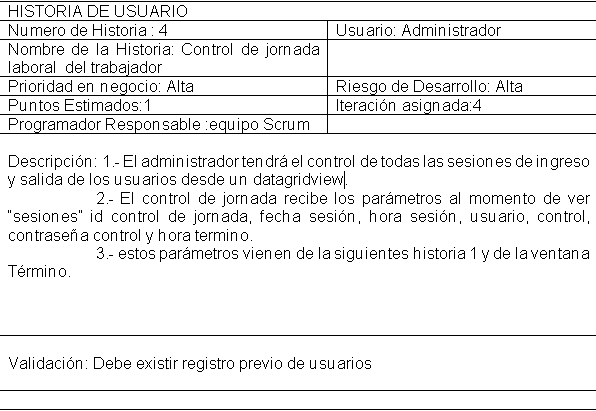 HISTORIA DE USUARIO
Numero de Historia : 4 Usuario: Administrador
Nombre de la Historia: Control de jornada
laboral del trabajador
Prioridad en negocio: Alta Riesgo de Desarrollo: Alta
Puntos Estimados:1 Iteración asignada:4
Programador Responsable :equipo Scrum
Descripción: 1.- El administrador tendrá el control de todas las sesiones de ingreso
y salida de los usuarios desde un datagridview.
2.- El control de jornada recibe los parámetros al momento de ver
"sesiones" id control de jornada, fecha sesión, hora sesión, usuario, control,
contraseña control y hora termino.
3.- estos parámetros vienen de la siguientes historia 1 y de la ventana
Término.
Validación: Debe existir registro previo de usuarios